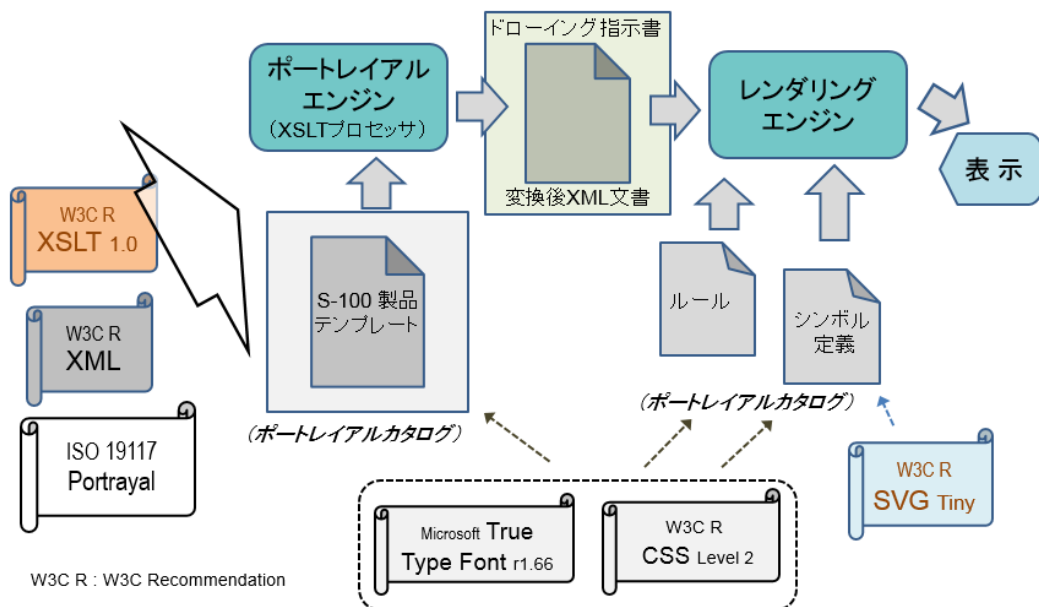 ドローイング指示書
ポートレイアル
エンジン
(XSLTプロセッサ)
レンダリング
エンジン
表 示
変換後XML文書
W3C R
XSLT 1.0
S-100 製品
テンプレート
ルール
シンボル
定義
W3C R
XML
(ポートレイアルカタログ)
(ポートレイアルカタログ)
ISO 19117
Portrayal
W3C R
SVG Tiny
Microsoft True
Type Font r1.66
W3C R
CSS Level 2
W3C R : W3C Recommendation